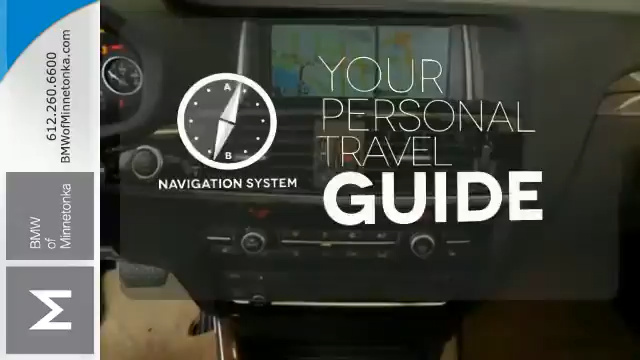 612.260.6600
BMWofMinnetonka.com
BMW
of
Minnetonka
M
A
B
NAVIGATION SYSTEM
YOUR
PERSONAL
TRAVEL
GUIDE